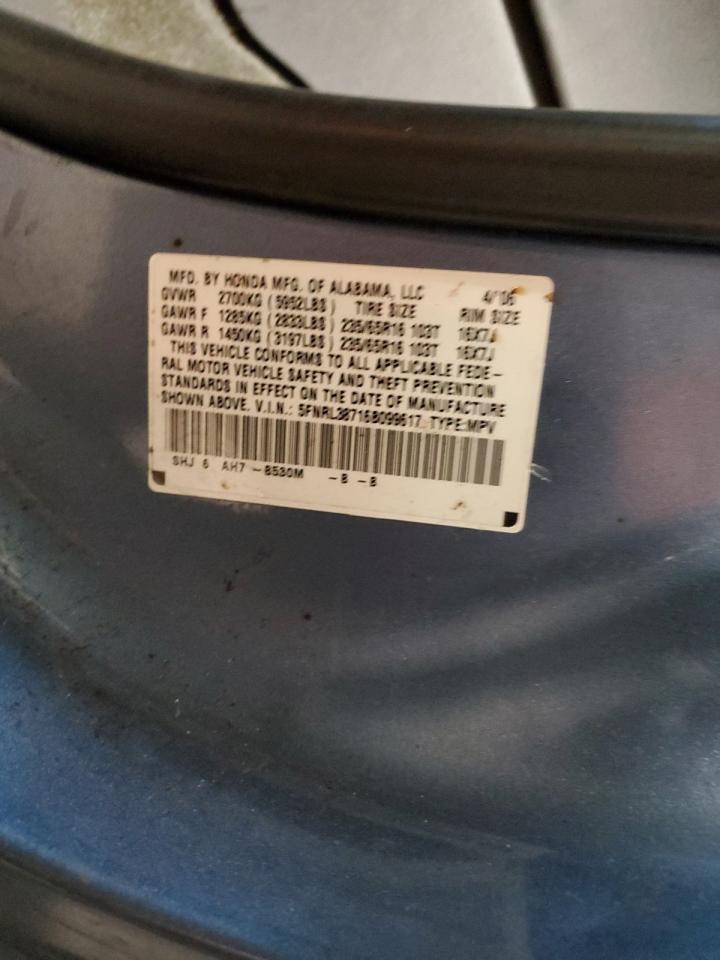 MFD. BY HONDA MFG. OF ALABAMA, LLC 4/'06
GVWR 2700KG (5952LBS) TIRE SIZE RIM SIZE
GAWR F 1285KG (2833LBS) 235/65R16 103T 16X7J
GAWR R 1450KG (3197LBS) 235/65R16 103T 16X7J
THIS VEHICLE CONFORMS TO ALL APPLICABLE FEDE-
RAL MOTOR VEHICLE SAFETY AND THEFT PREVENTION
STANDARDS IN EFFECT ON THE DATE OF MANUFACTURE
SHOWN ABOVE. V.I.N.: 5FNRL38716B099617 TYPE:MPV
SHJ 6 AH7 -B530M -B -B